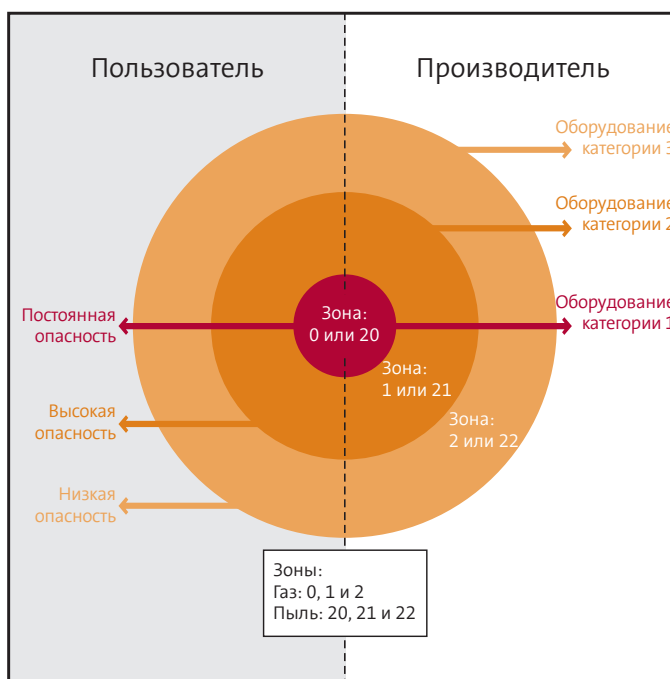 Пользователь
Производитель
Оборудование
категории 3
Оборудование
категории 2
Оборудование
категории 1
Постоянная
опасность
Зона:
0 или 20
Зона:
1 или 21
Высокая
опасность
Зона:
2 или 22
Низкая
опасность
Зоны:
Газ: 0, 1 и 2
Пыль: 20, 21 и 22